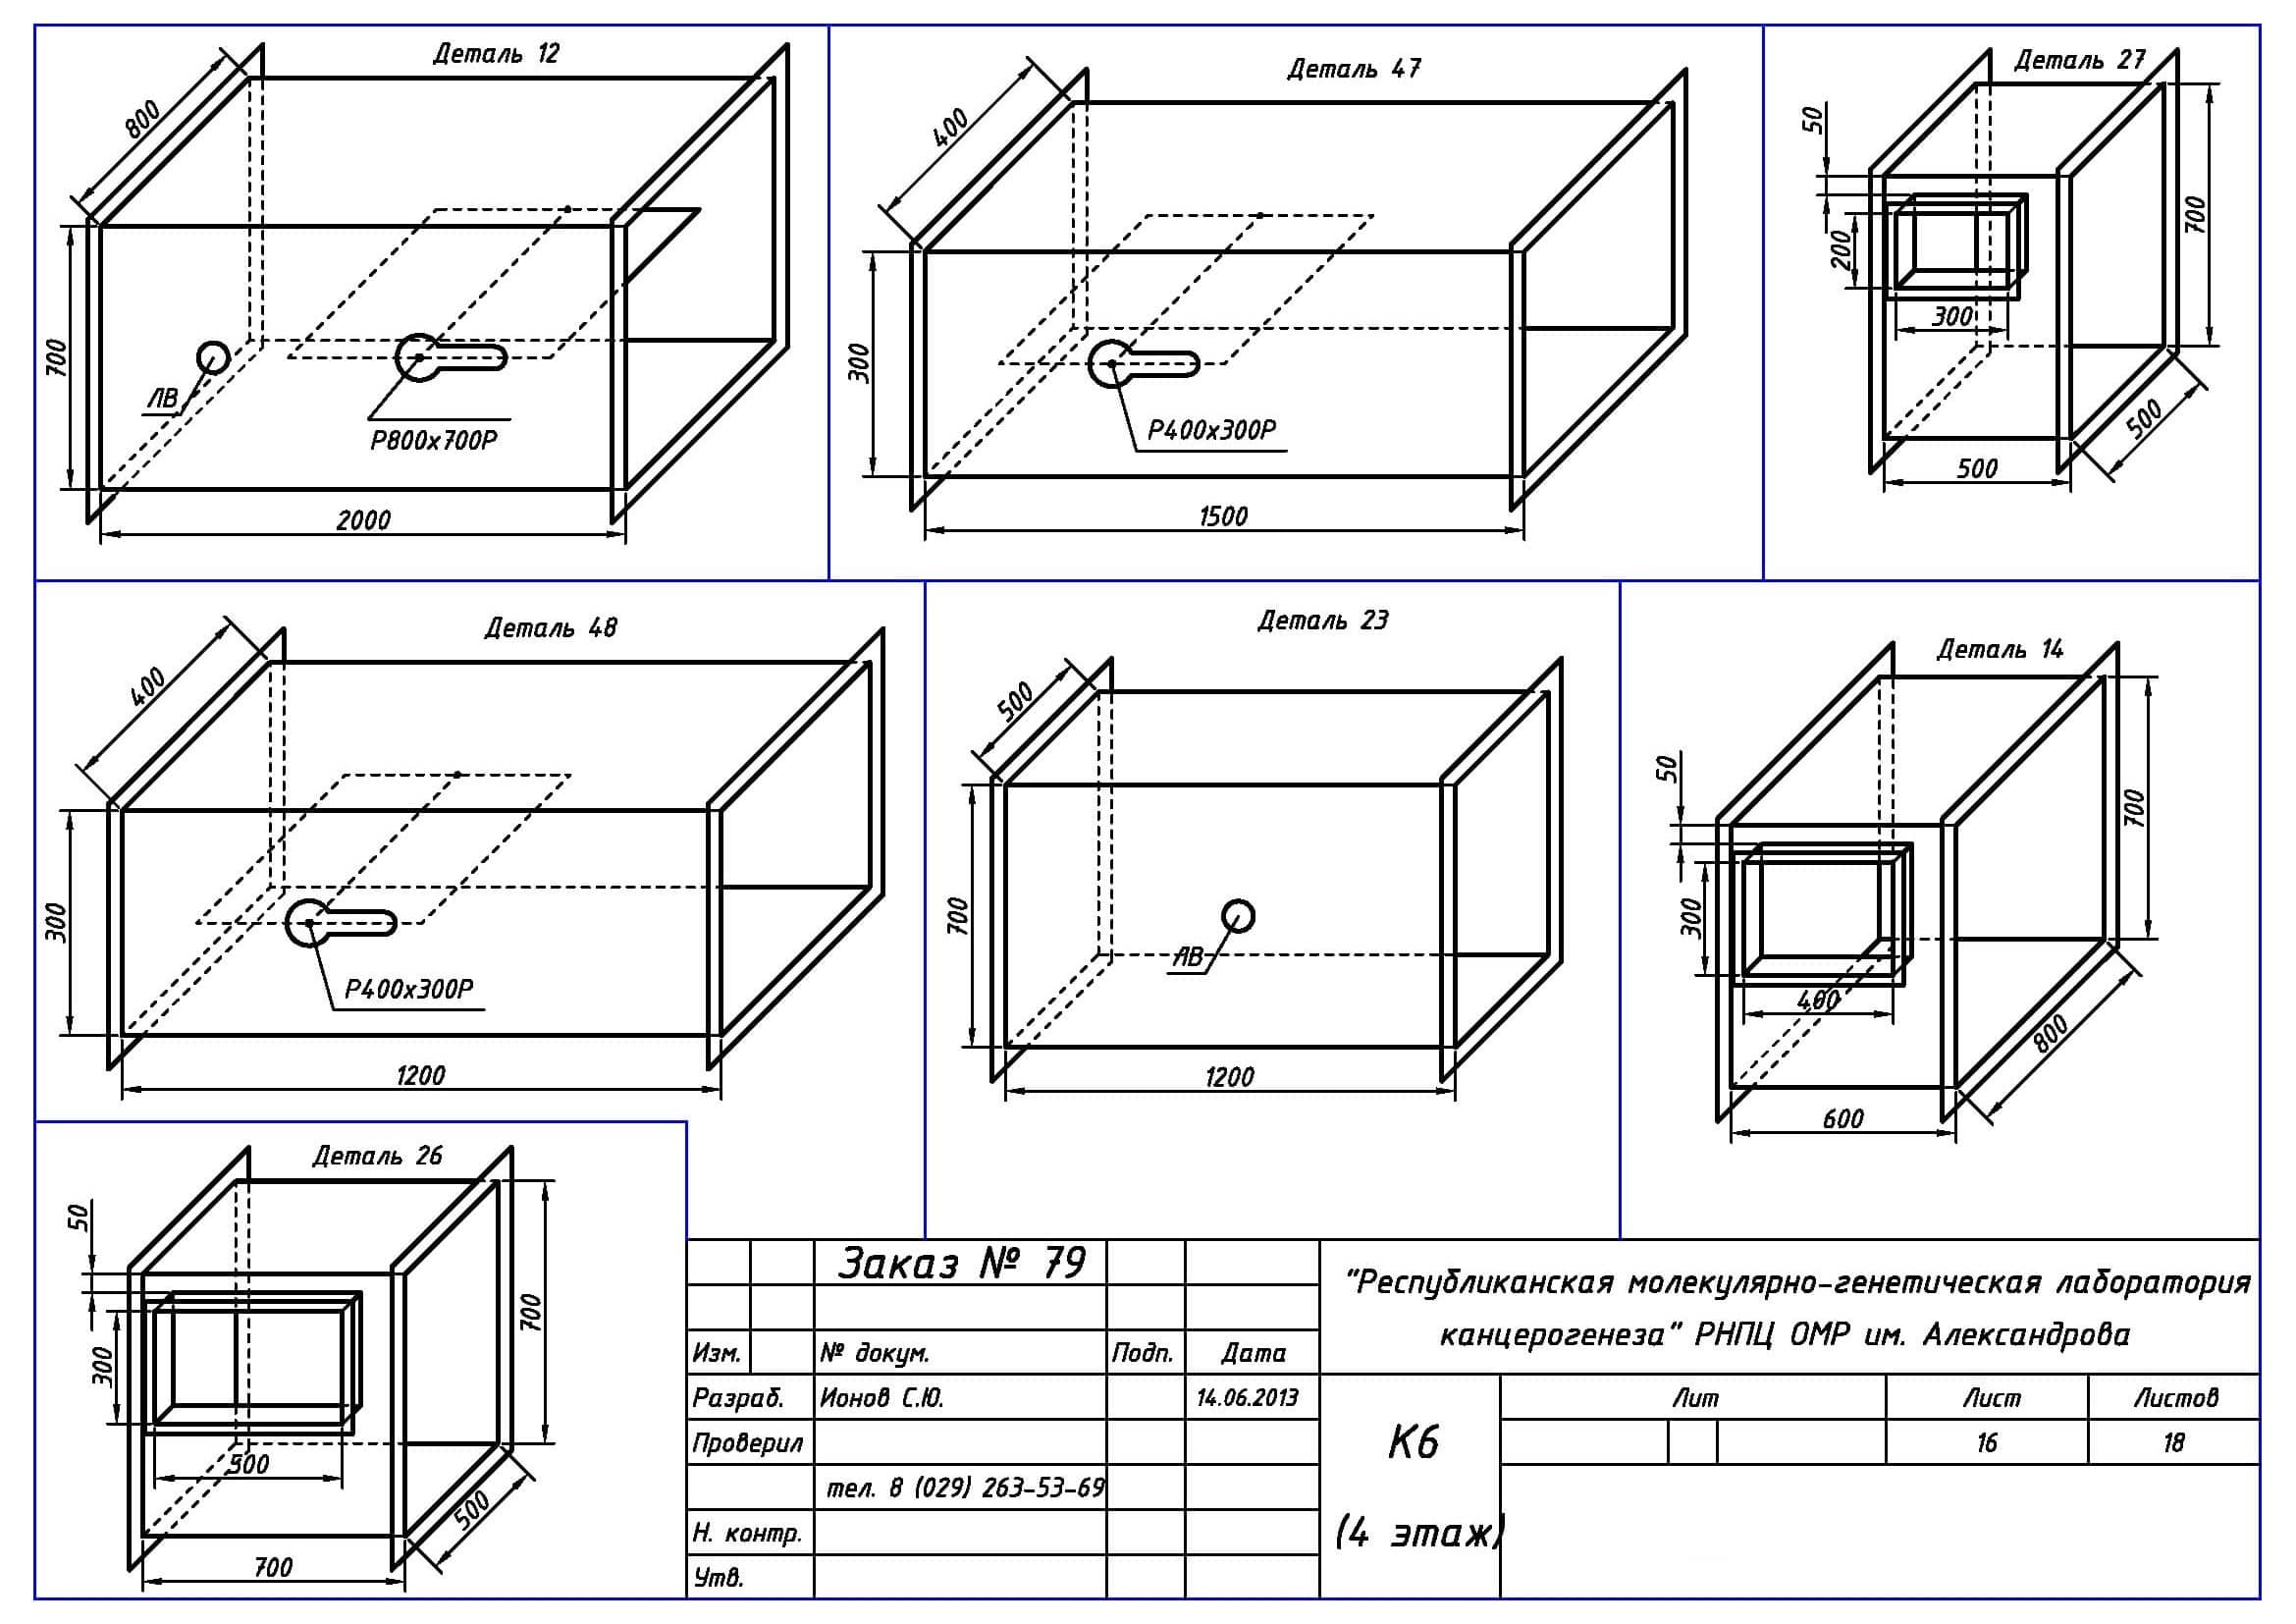 Деталь 12
800
700
ЛВ
Р800х700Р
2000
Деталь 47
400
300
Р400х300Р
1500
Деталь 27
50
200
300
700
500
500
Деталь 48
400
300
Р400х300Р
1200
Деталь 23
500
700
ЛВ
1200
Деталь 14
50
300
400
700
800
600
Деталь 26
50
300
500
700
500
700
Заказ № 79
Изм.
№ докум.
Подп.
Дата
Разраб.
Ионов С.Ю.
14.06.2013
Проверил
тел. 8 (029) 263-53-69
Н. контр.
Утв.
"Республиканская молекулярно-генетическая лаборатория
канцерогенеза" РНПЦ ОМР им. Александрова
К6
(4 этаж)
Лит
Лист
Листов
16
18